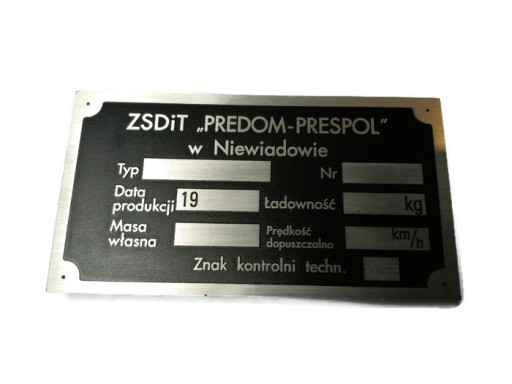 ZSDiT „PREDOM-PRESPOL"
w Niewiadowie
Typ Nr
Data produkcji 19 Ładowność kg
Masa własna Prędkość dopuszczalna km/h
Znak kontrolni techn.